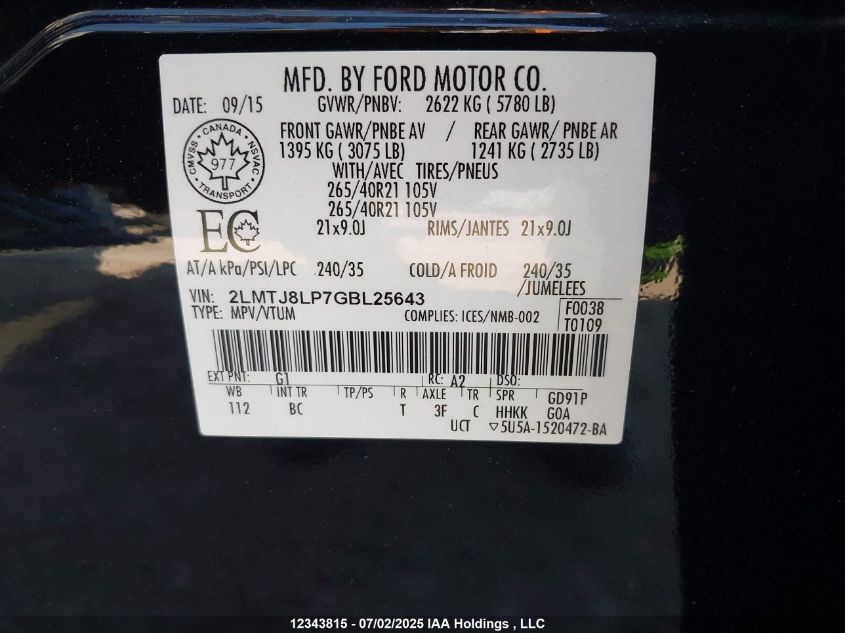 MFD. BY FORD MOTOR CO.
DATE: 09/15 GVWR/PNBV: 2622 KG ( 5780 LB)
FRONT GAWR/PNBE AV / REAR GAWR/ PNBE AR
1395 KG ( 3075 LB) 1241 KG ( 2735 LB)
WITH/AVEC TIRES/PNEUS
CANADA
CMVSS 977 NSVAC
TRANSPORT
265/40R21 105V
265/40R21 105V
EC
21x9.0J RIMS/JANTES 21x9.0J
AT/A kPa/PSI/LPC 240/35 COLD/A FROID 240/35
/JUMELEES
VIN: 2LMTJ8LP7GBL25643
TYPE: MPV/VTUM COMPLIES: ICES/NMB-002
F0038
T0109
EXT PNT: G1 RC: A2 DSO:
WB INT TR TP/PS R AXLE TR SPR GD91P
112 BC T 3F C HHKK GOA
UCT ▽5U5A-1520472-BA
12343815 - 07/02/2025 IAA Holdings , LLC